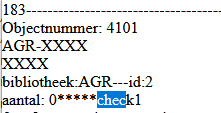 183-----------------------------------
Objectnummer: 4101
AGR-XXXX
XXXX
bibliotheek:AGR---id:2
aantal: 0*****check1